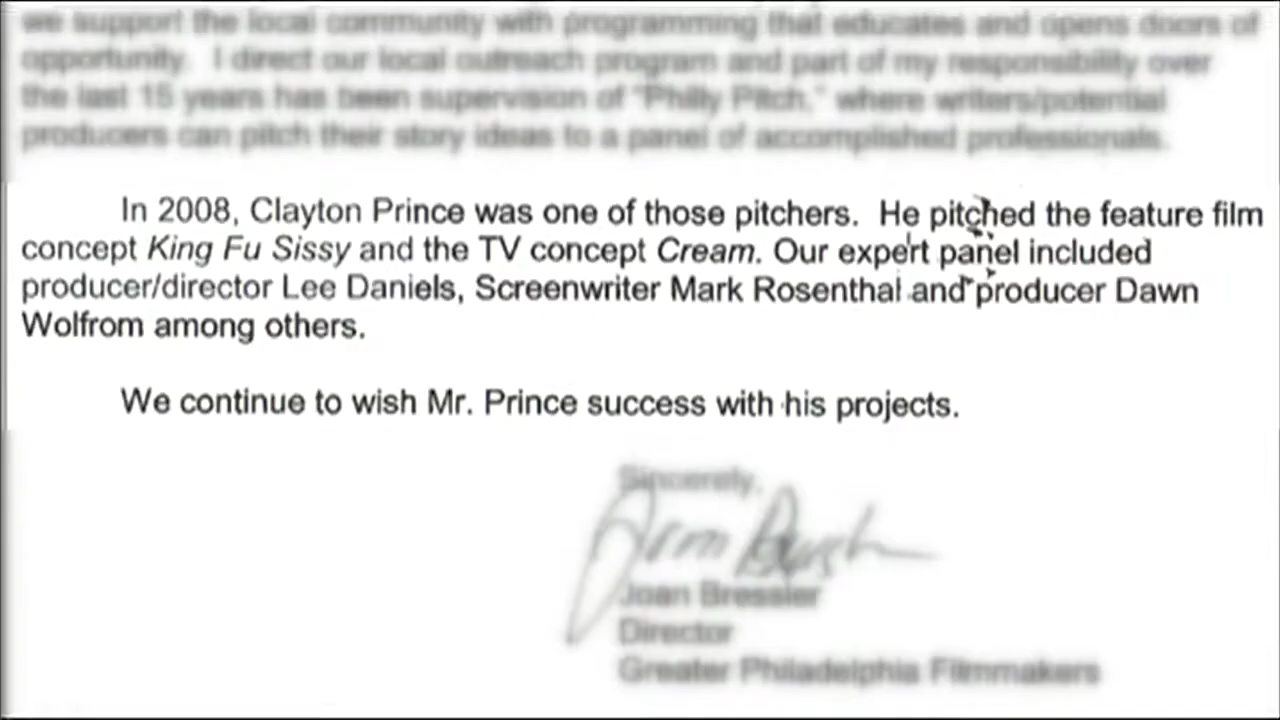 we support the local community with programming that educates and opens doors of
opportunity. I direct our local outreach program and part of my responsibility over
the last 15 years has been supervision of "Philly Pitch," where writers/potential
producers can pitch their story ideas to a panel of accomplished professionals.
In 2008, Clayton Prince was one of those pitchers. He pitched the feature film
concept King Fu Sissy and the TV concept Cream. Our expert panel included
producer/director Lee Daniels, Screenwriter Mark Rosenthal and producer Dawn
Wolfrom among others.
We continue to wish Mr. Prince success with his projects.
Sincerely,
Joan Bressler
Director
Greater Philadelphia Filmmakers